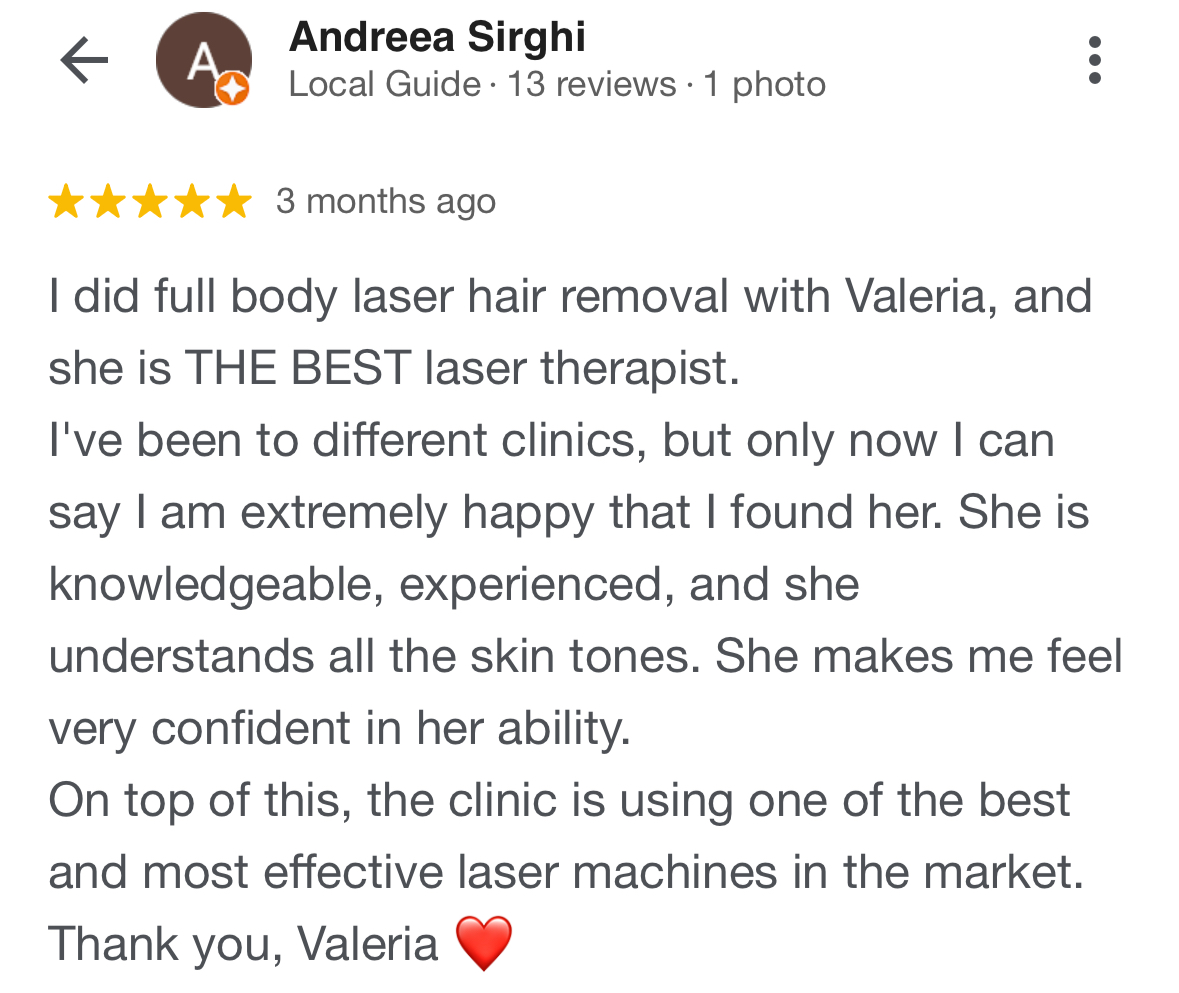 Andreea Sirghi
A
Local Guide · 13 reviews · 1 photo
3 months ago
I did full body laser hair removal with Valeria, and
she is THE BEST laser therapist.
I've been to different clinics, but only now I can
say I am extremely happy that I found her. She is
knowledgeable, experienced, and she
understands all the skin tones. She makes me feel
very confident in her ability.
On top of this, the clinic is using one of the best
and most effective laser machines in the market.
Thank you, Valeria ❤️